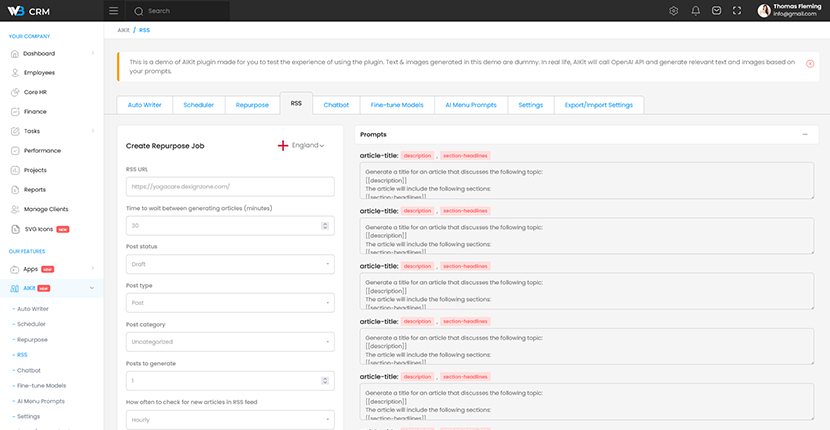 W3 CRM
Search
Thomas Fleming
info@gmail.com
YOUR COMPANY
Dashboard
Employees
Core HR
Finance
Tasks
Performance
Projects
Reports
Manage Clients
SVG Icons NEW
OUR FEATURES
Apps NEW
AIKit NEW
Auto Writer
Scheduler
Repurpose
RSS
Chatbot
Fine-tune Models
AI Menu Prompts
Settings
AIKit / RSS
This is a demo of AIKit plugin made for you to test the experience of using the plugin. Text & images generated in this demo are dummy. In real life, AIKit will call OpenAI API and generate relevant text and images based on
your prompts.
Auto Writer Scheduler Repurpose RSS Chatbot Fine-tune Models AI Menu Prompts Settings Export/Import Settings
Create Repurpose Job England
RSS URL
https://yogacare.dexignzone.com/
Time to wait between generating articles (minutes)
30
Post status
Draft
Post type
Post
Post category
Uncategorized
Posts to generate
1
How often to check for new articles in RSS feed
Hourly
Prompts
article-title: description , section-headlines
Generate a title for an article that discusses the following topic:
[[description]]
The article will include the following sections:
[[section-headlines]]
article-title: description , section-headlines
Generate a title for an article that discusses the following topic:
[[description]]
The article will include the following sections:
[[section-headlines]]
article-title: description , section-headlines
Generate a title for an article that discusses the following topic:
[[description]]
The article will include the following sections:
[[section-headlines]]
article-title: description , section-headlines
Generate a title for an article that discusses the following topic:
[[description]]
The article will include the following sections:
[[section-headlines]]
article-title: description , section-headlines
Generate a title for an article that discusses the following topic:
[[description]]
The article will include the following sections:
[[section-headlines]]